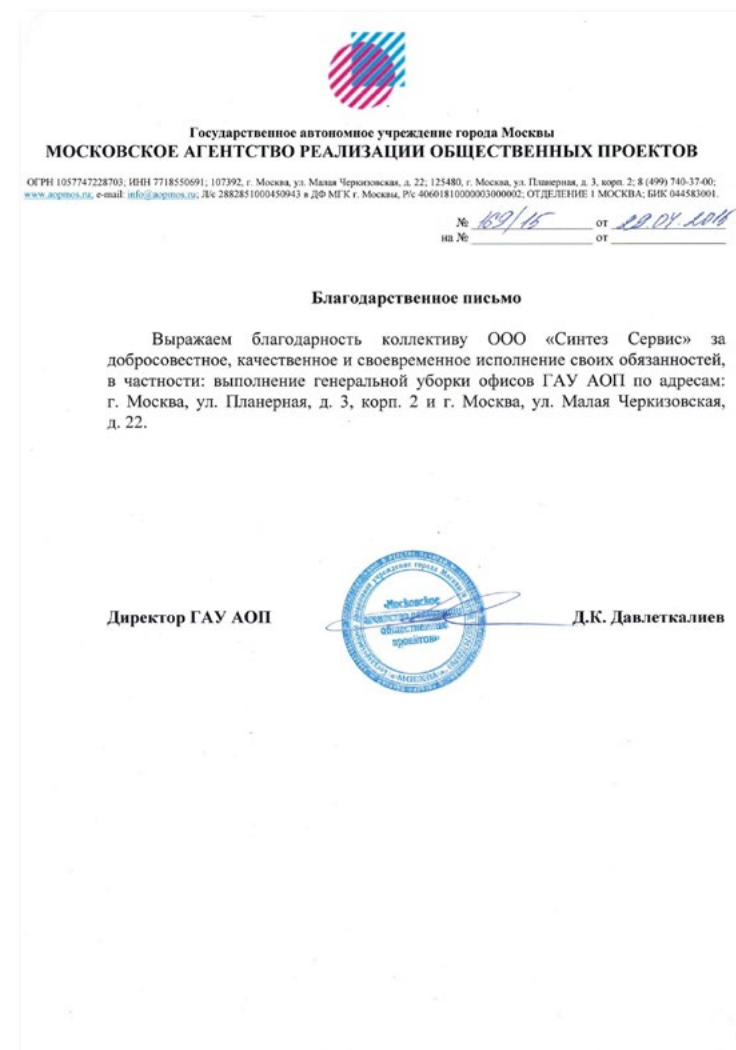 Государственное автономное учреждение города Москвы
МОСКОВСКОЕ АГЕНТСТВО РЕАЛИЗАЦИИ ОБЩЕСТВЕННЫХ ПРОЕКТОВ
ОГРН 1057747228703; ИНН 7718550691; 107392, г. Москва, ул. Малая Черкизовская, д. 22; 125480, г. Москва, ул. Планерная, д. 3, корп. 2; 8 (499) 740-37-00;
www.aopmos.ru, e-mail: info@aopmos.ru; Л/с 2882851000450943 в ДФ МГК г. Москвы, Р/с 40601810000003000002; ОТДЕЛЕНИЕ 1 МОСКВА; БИК 044583001.
№ 169/15 от 29.04.2015
на № от
Благодарственное письмо
Выражаем благодарность коллективу ООО «Синтез Сервис» за
добросовестное, качественное и своевременное исполнение своих обязанностей,
в частности: выполнение генеральной уборки офисов ГАУ АОП по адресам:
г. Москва, ул. Планерная, д. 3, корп. 2 и г. Москва, ул. Малая Черкизовская,
д. 22.
Директор ГАУ АОП
«Московское
агентство реализации
общественных
проектов»
«МОСКВА»
Д.К. Давлеткалиев